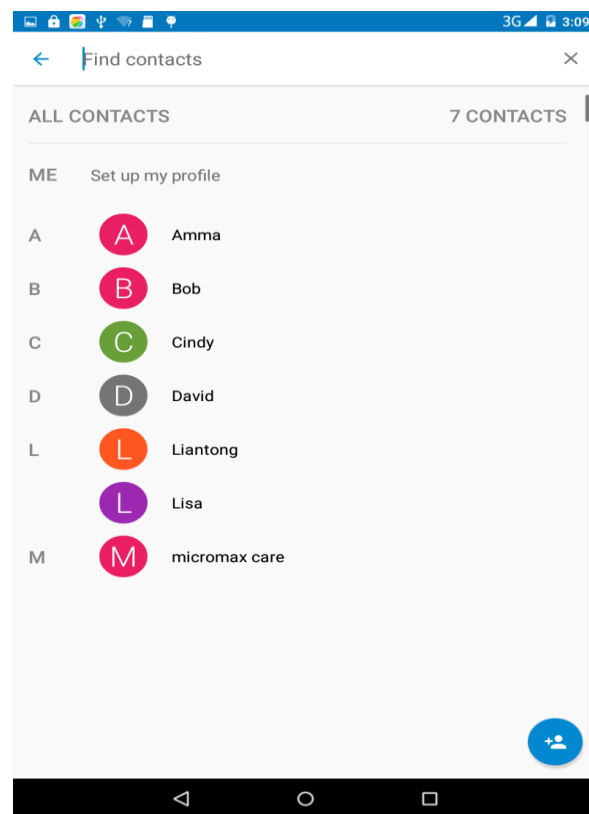 3G 3:09
Find contacts
ALL CONTACTS 7 CONTACTS
ME Set up my profile
A A Amma
B B Bob
C C Cindy
D D David
L L Liantong
L Lisa
M M micromax care